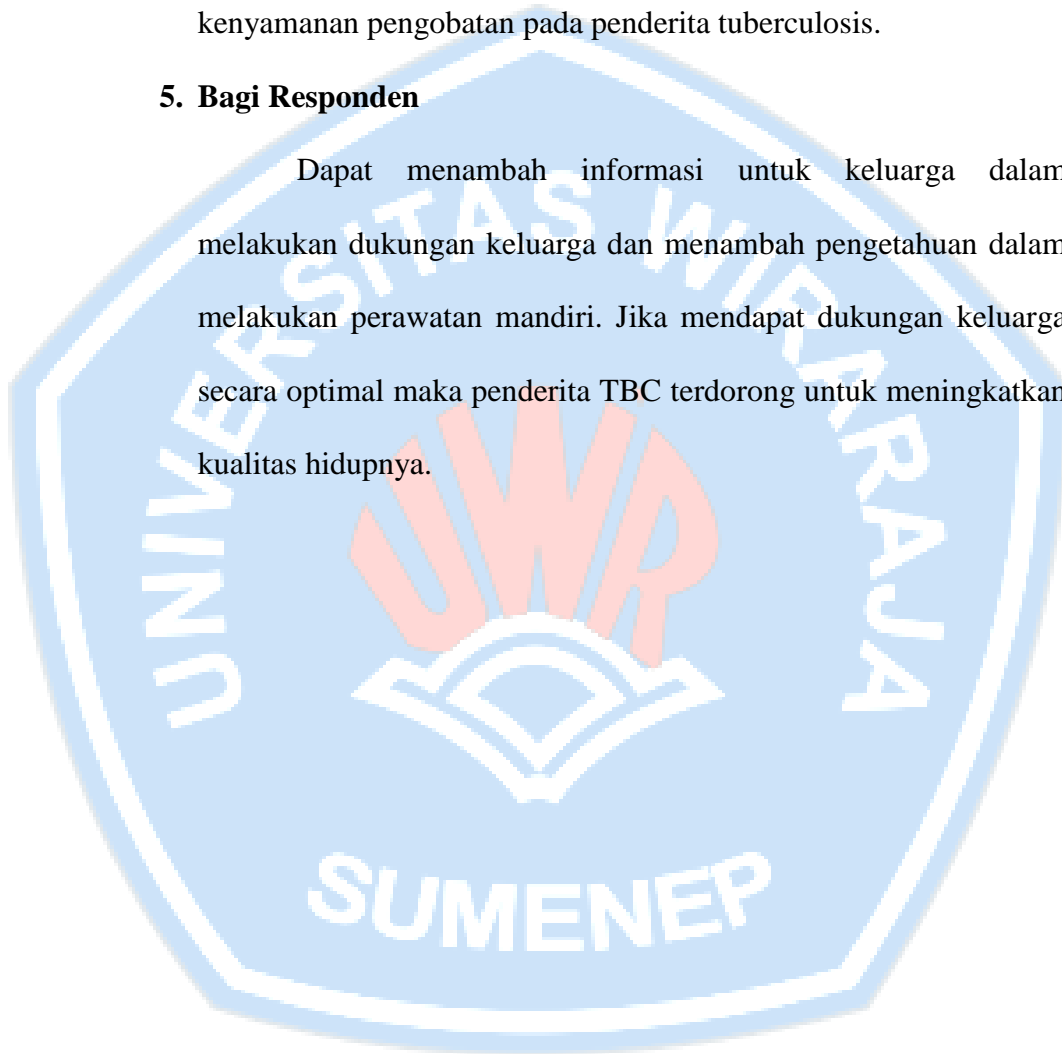 kenyamanan pengobatan pada penderita tuberculosis.
5. Bagi Responden
Dapat menambah informasi untuk keluarga dalam
melakukan dukungan keluarga dan menambah pengetahuan dalam
melakukan perawatan mandiri. Jika mendapat dukungan keluarga
secara optimal maka penderita TBC terdorong untuk meningkatkan
kualitas hidupnya.
UNIVERSITAS WIRARAJA
UWR
SUMENEP